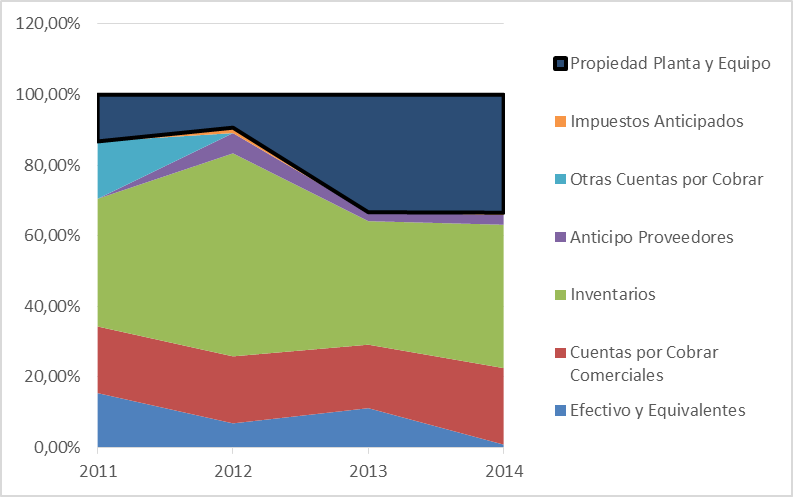 120,00%
100,00%
80,00%
60,00%
40,00%
20,00%
0,00%
2011 2012 2013 2014
Propiedad Planta y Equipo
Impuestos Anticipados
Otras Cuentas por Cobrar
Anticipo Proveedores
Inventarios
Cuentas por Cobrar
Comerciales
Efectivo y Equivalentes